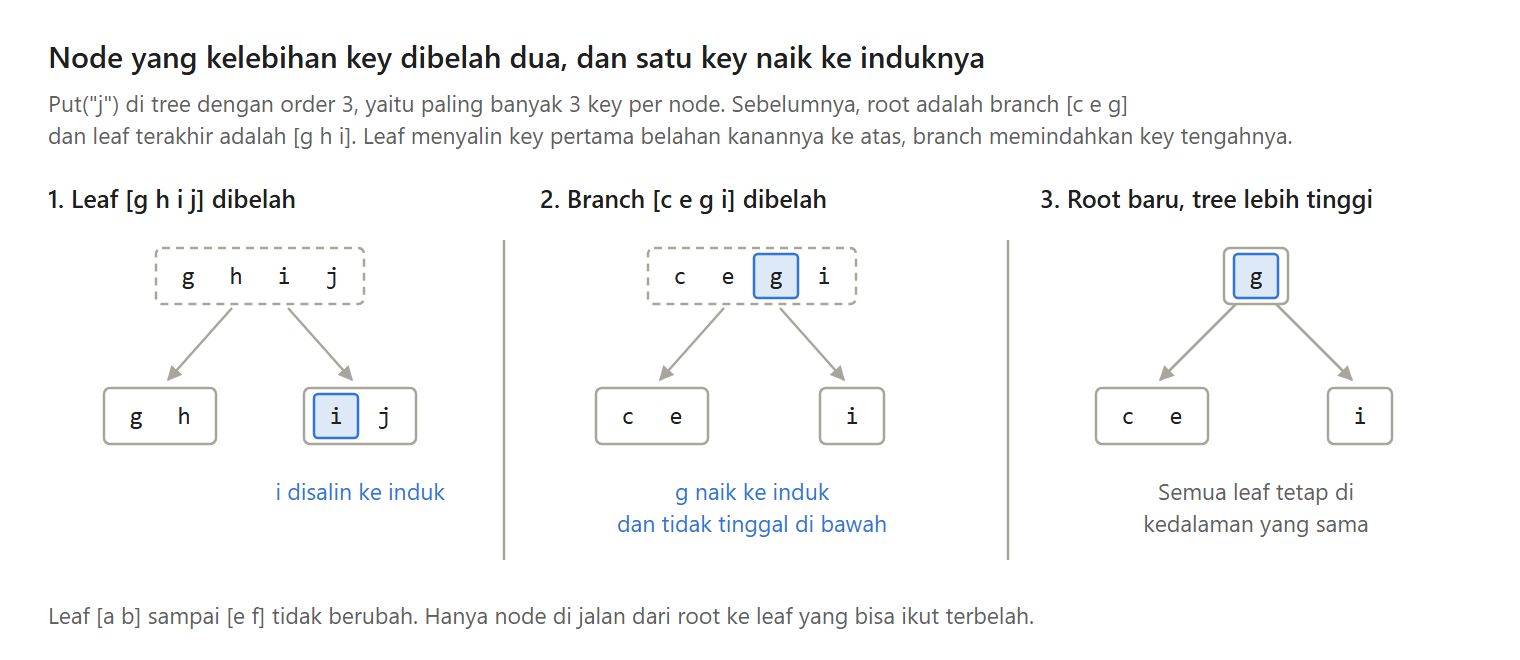 Node yang kelebihan key dibelah dua, dan satu key naik ke induknya
Put("j") di tree dengan order 3, yaitu paling banyak 3 key per node. Sebelumnya, root adalah branch [c e g]
dan leaf terakhir adalah [g h i]. Leaf menyalin key pertama belahan kanannya ke atas, branch memindahkan key tengahnya.
1. Leaf [g h i j] dibelah
g h i j
g h
i j
i disalin ke induk
2. Branch [c e g i] dibelah
c e g i
c e
i
g naik ke induk
dan tidak tinggal di bawah
3. Root baru, tree lebih tinggi
g
c e
i
Semua leaf tetap di
kedalaman yang sama
Leaf [a b] sampai [e f] tidak berubah. Hanya node di jalan dari root ke leaf yang bisa ikut terbelah.